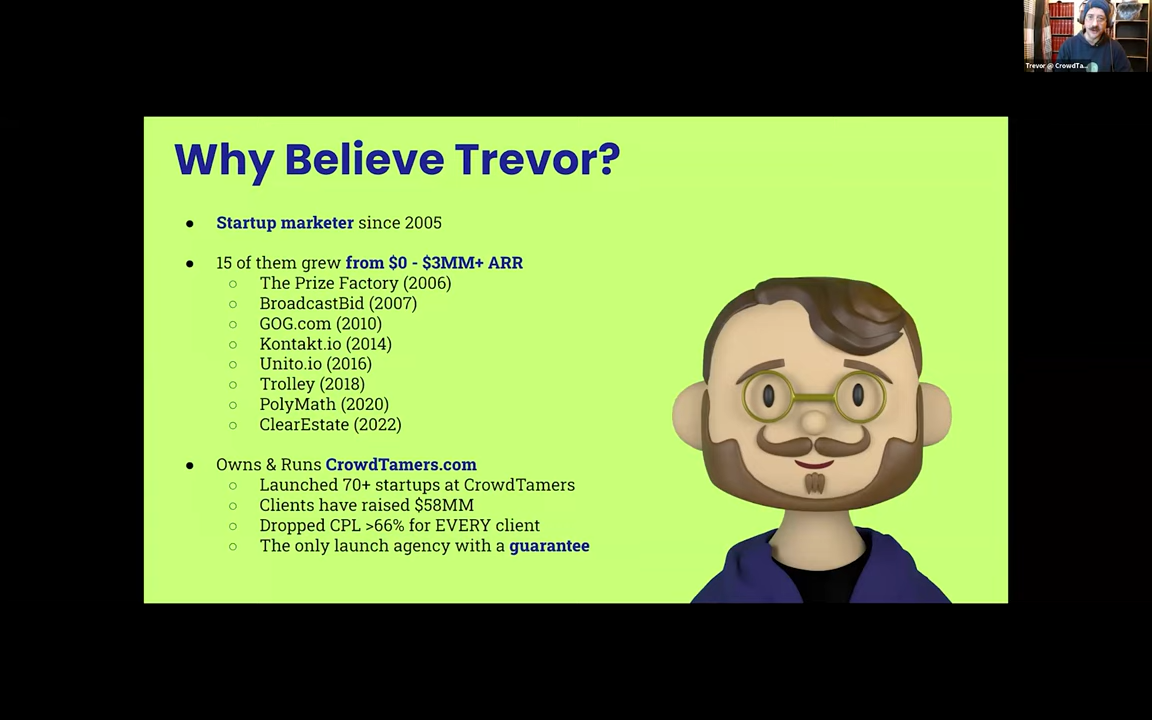 Trevor @ CrowdTa...
Why Believe Trevor?
● Startup marketer since 2005
● 15 of them grew from $0 - $3MM+ ARR
○ The Prize Factory (2006)
○ BroadcastBid (2007)
○ GOG.com (2010)
○ Kontakt.io (2014)
○ Unito.io (2016)
○ Trolley (2018)
○ PolyMath (2020)
○ ClearEstate (2022)
● Owns & Runs CrowdTamers.com
○ Launched 70+ startups at CrowdTamers
○ Clients have raised $58MM
○ Dropped CPL >66% for EVERY client
○ The only launch agency with a guarantee